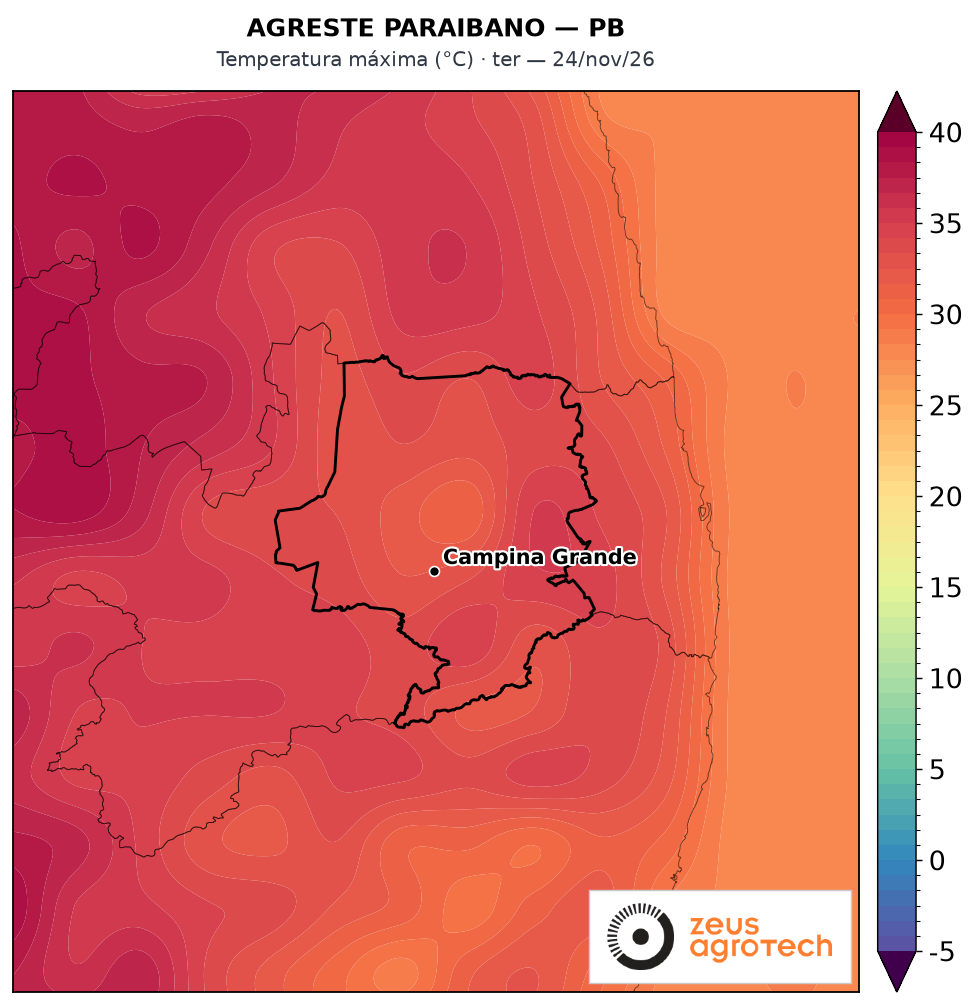 AGRESTE PARAIBANO — PB
Temperatura máxima (°C) · ter — 24/nov/26
40
35
30
25
20
15
10
5
0
-5
Campina Grande
zeus
agrotech